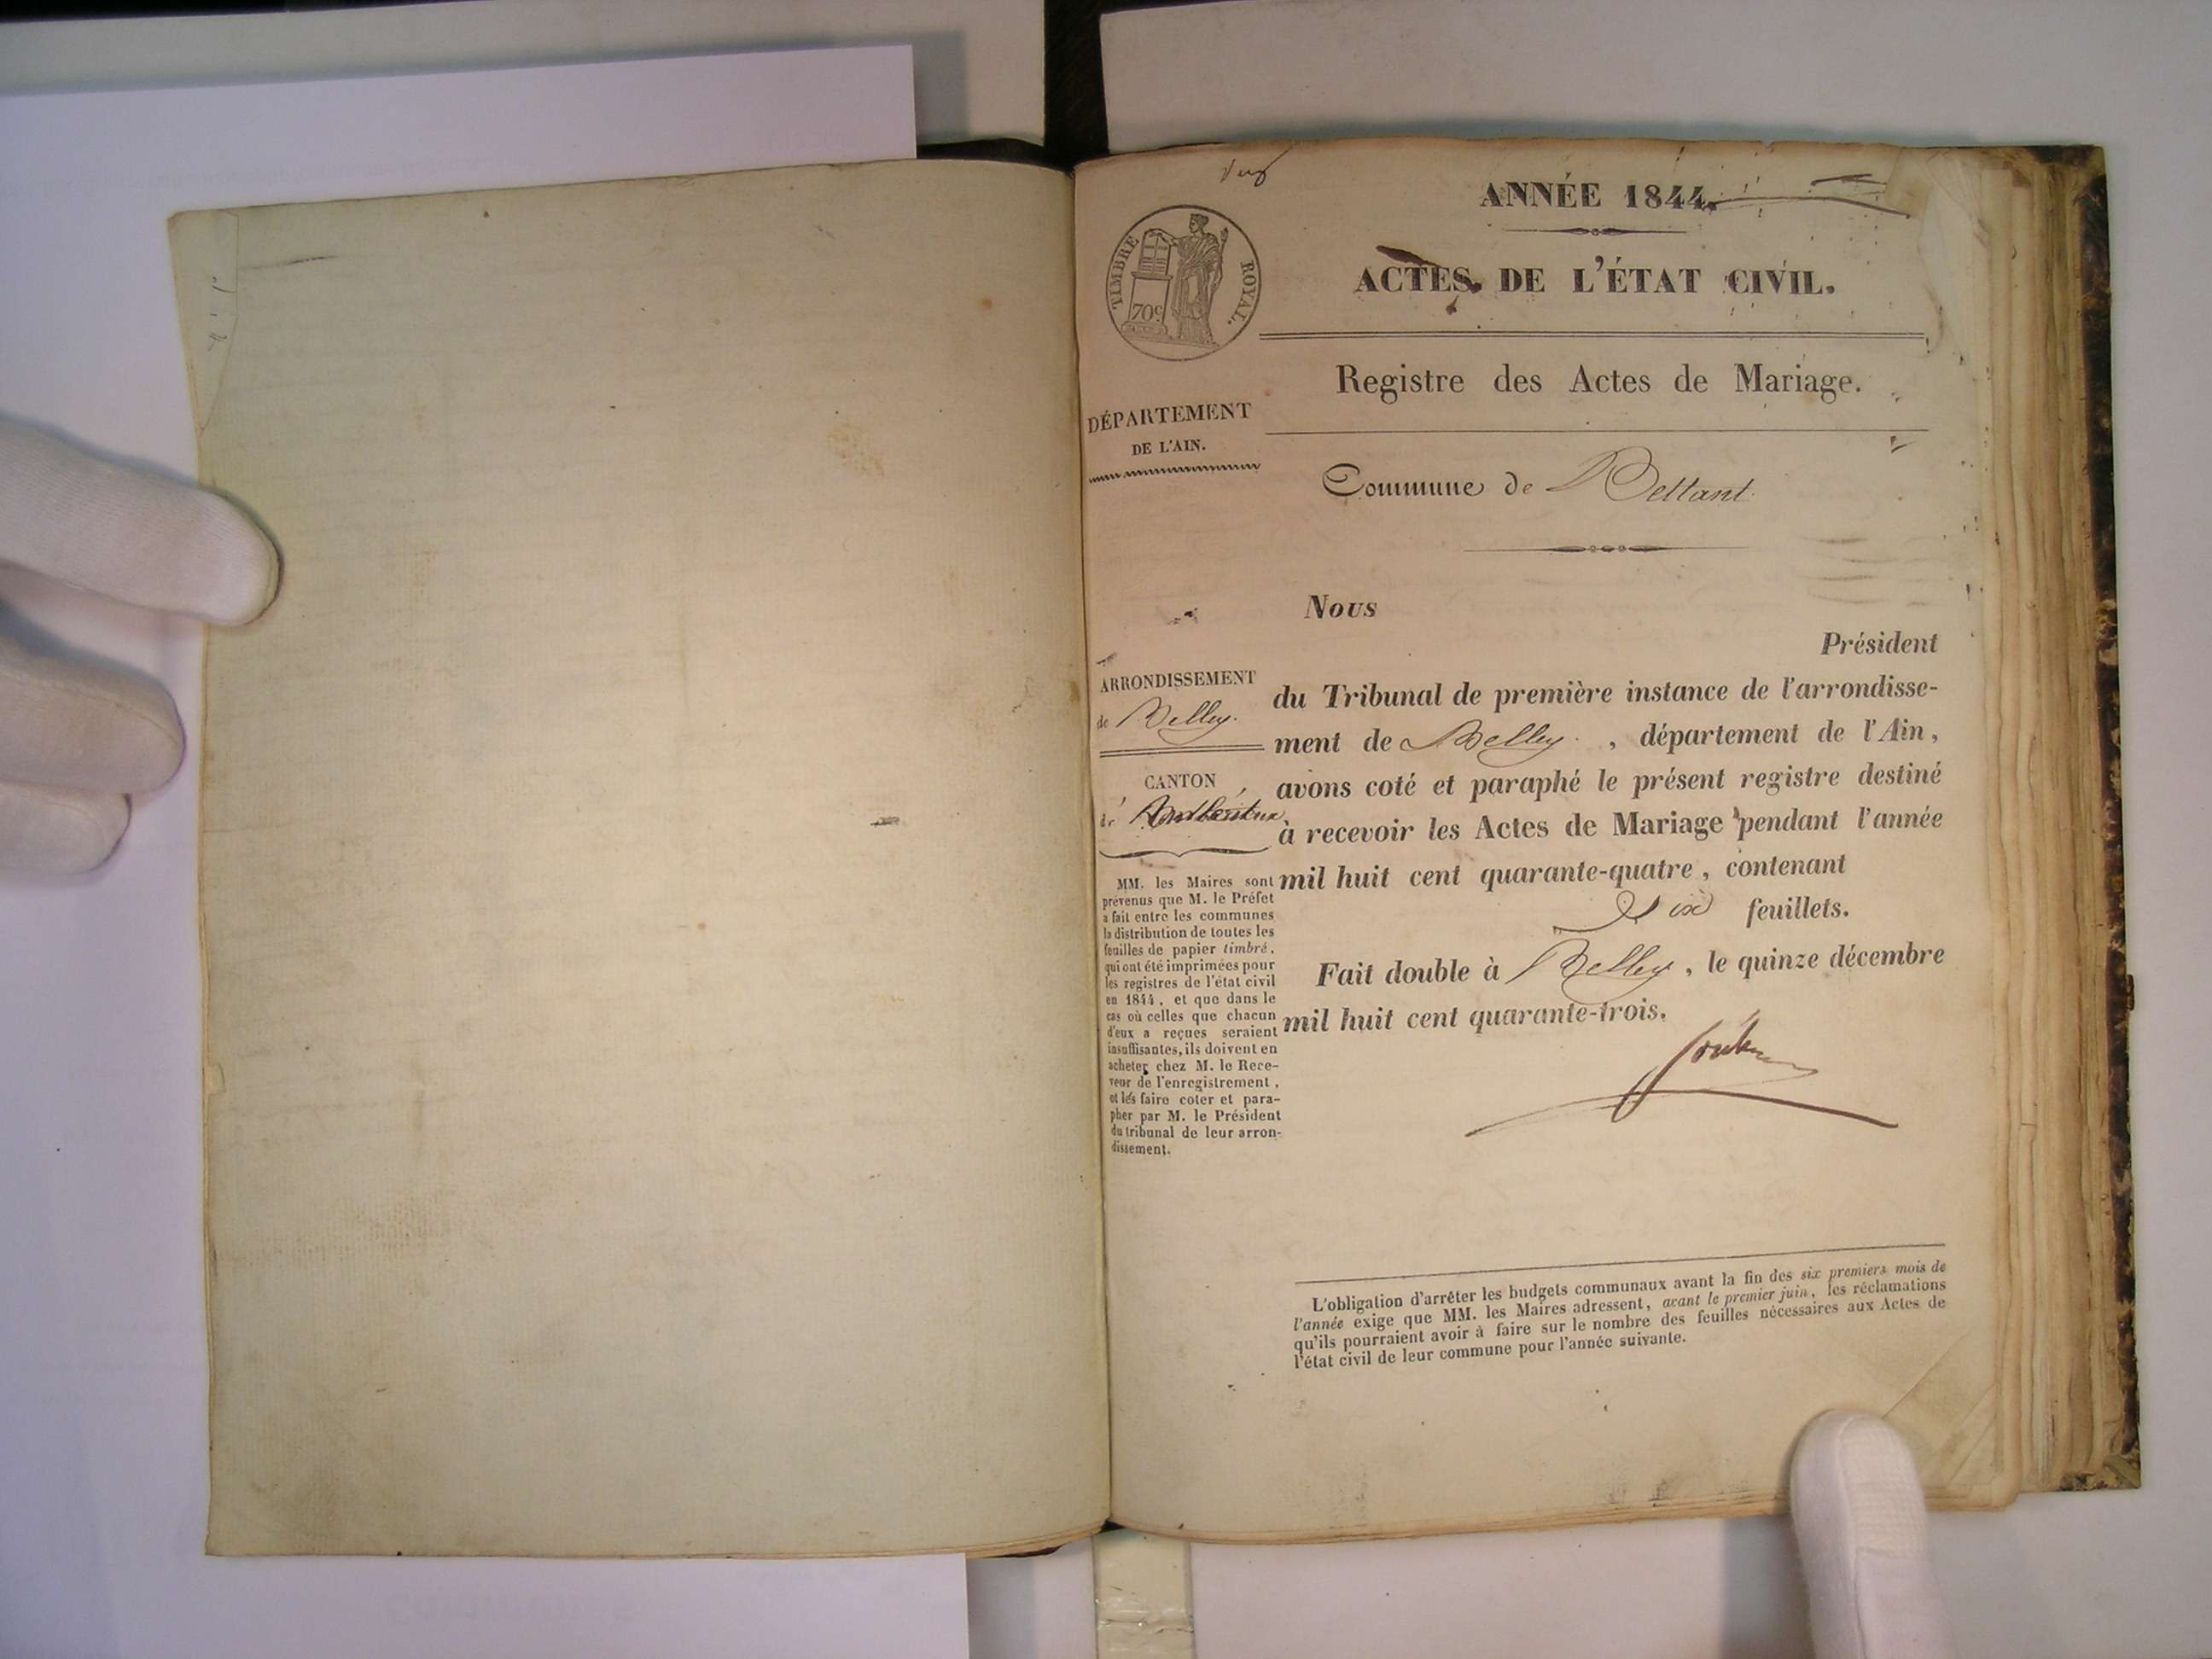 ANNÉE 1844.
ACTES DE L'ÉTAT CIVIL.
TIMBRE ROYAL.
70c
Registre des Actes de Mariage.
DÉPARTEMENT
DE L'AIN.
Commune de Bettant.
Nous
Président
du Tribunal de première instance de l'arrondisse-
ment de Belley. , département de l'Ain,
avons coté et paraphé le présent registre destiné
à recevoir les Actes de Mariage pendant l'année
mil huit cent quarante-quatre, contenant
feuillets.
Fait double à Belley, le quinze décembre
mil huit cent quarante-trois.
ARRONDISSEMENT
de Belley.
CANTON
de
MM. les Maires sont
prévenus que M. le Préfet
a fait entre les communes
la distribution de toutes les
feuilles de papier timbré,
qui ont été imprimées pour
les registres de l'état civil
en 1844, et que dans le
cas où celles que chacun
d'eux a reçues seraient
insuffisantes, ils doivent en
acheter chez M. le Rece-
veur de l'enregistrement,
et les faire coter et para-
pher par M. le Président
du tribunal de leur arron-
dissement.
L'obligation d'arrêter les budgets communaux avant la fin des six premiers mois de
l'année exige que MM. les Maires adressent, avant le premier juin, les réclamations
qu'ils pourraient avoir à faire sur le nombre des feuilles nécessaires aux Actes de
l'état civil de leur commune pour l'année suivante.